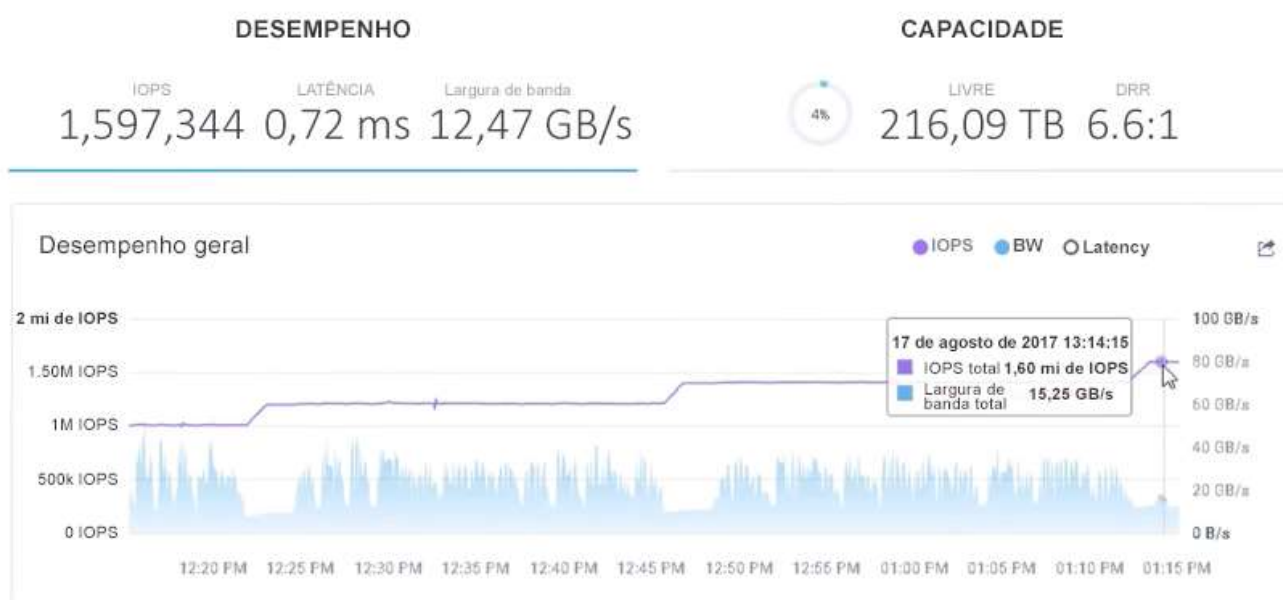 DESEMPENHO
CAPACIDADE
IOPS
LATÊNCIA
Largura de banda
LIVRE
DRR
1,597,344
0,72 ms
12,47 GB/s
4%
216,09 TB
6.6:1
Desempenho geral
IOPS
BW
Latency
2 mi de IOPS
1.50M IOPS
1M IOPS
500k IOPS
0 IOPS
17 de agosto de 2017 13:14:15
IOPS total 1,60 mi de IOPS
Largura de
banda total
15,25 GB/s
100 GB/s
80 GB/s
60 GB/s
40 GB/s
20 GB/s
0 B/s
12:20 PM 12:25 PM 12:30 PM 12:35 PM 12:40 PM 12:45 PM 12:50 PM 12:55 PM 01:00 PM 01:05 PM 01:10 PM 01:15 PM